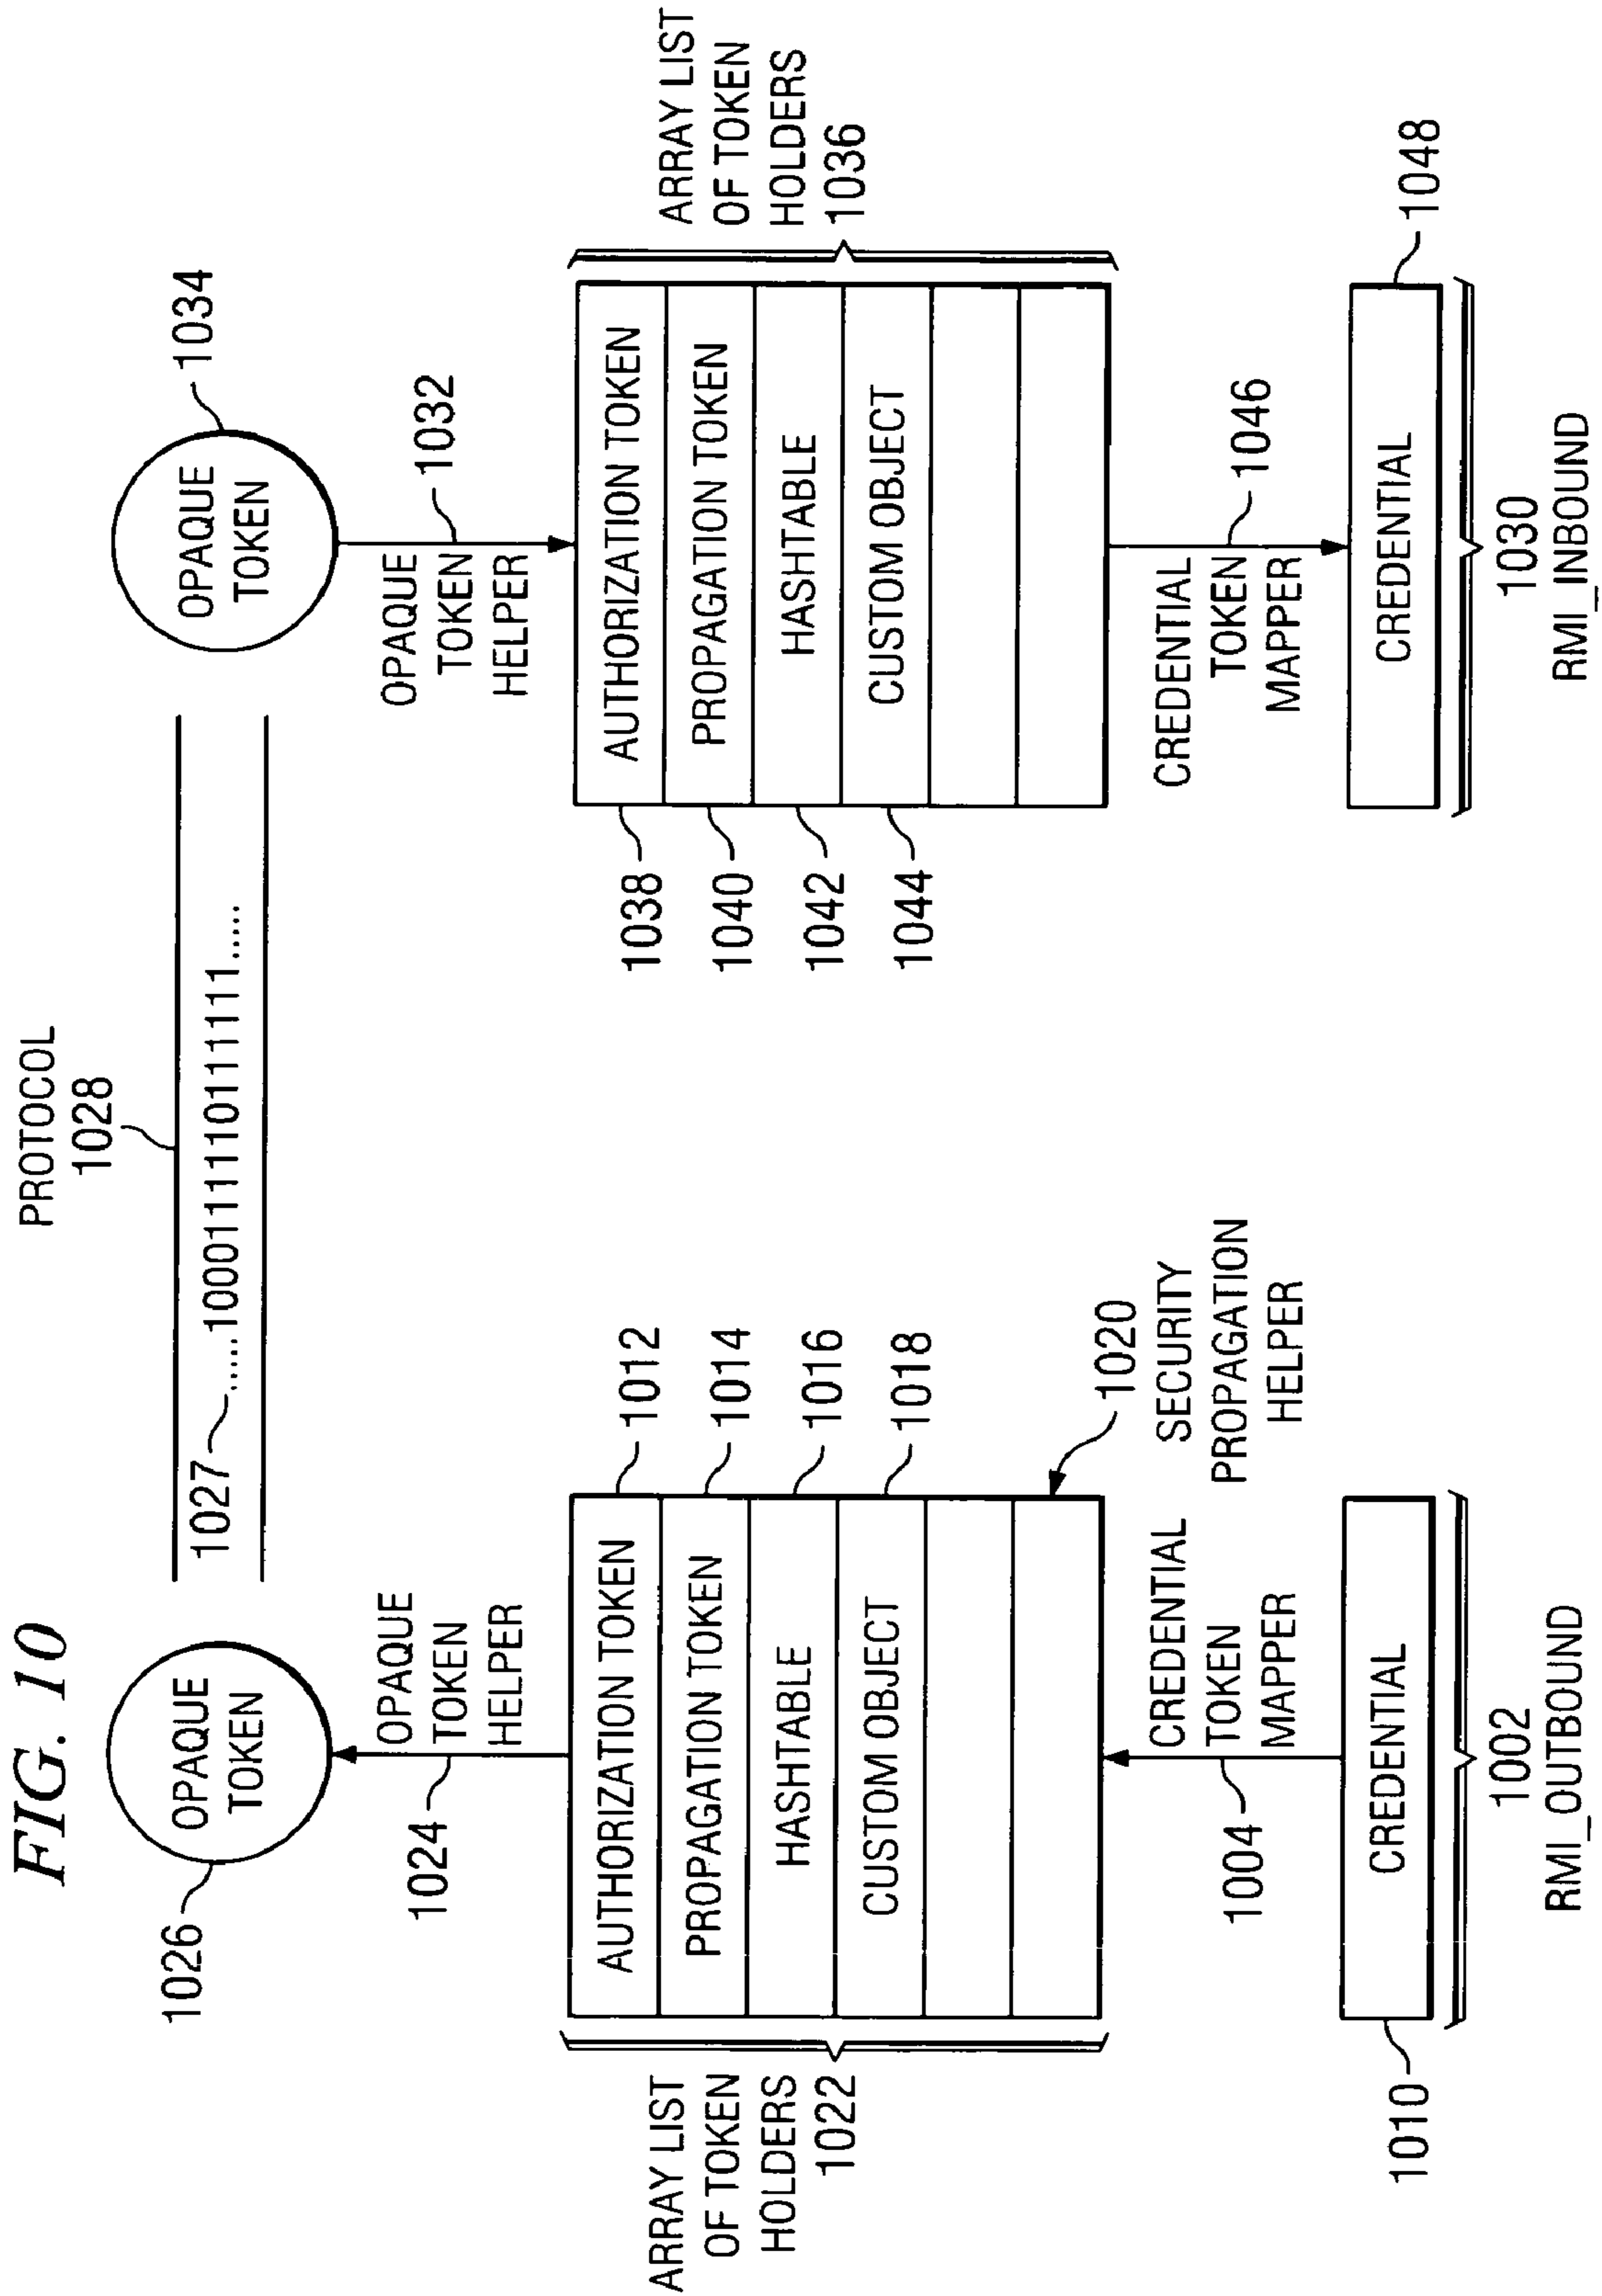 FIG. 10
PROTOCOL
1028
1026
OPAQUE
TOKEN
1027
.....1000111110111111.....
OPAQUE
TOKEN
1034
1024
OPAQUE
TOKEN
HELPER
OPAQUE
TOKEN
HELPER
1032
ARRAY LIST
OF TOKEN
HOLDERS
1022
AUTHORIZATION TOKEN
1012
PROPAGATION TOKEN
1014
HASHTABLE
1016
CUSTOM OBJECT
1018
1020
SECURITY
PROPAGATION
HELPER
1038
AUTHORIZATION TOKEN
1040
PROPAGATION TOKEN
1042
HASHTABLE
1044
CUSTOM OBJECT
ARRAY LIST
OF TOKEN
HOLDERS
1036
1004
CREDENTIAL
TOKEN
MAPPER
CREDENTIAL
TOKEN
MAPPER
1046
1010
CREDENTIAL
1002
RMI_OUTBOUND
CREDENTIAL
1048
1030
RMI_INBOUND